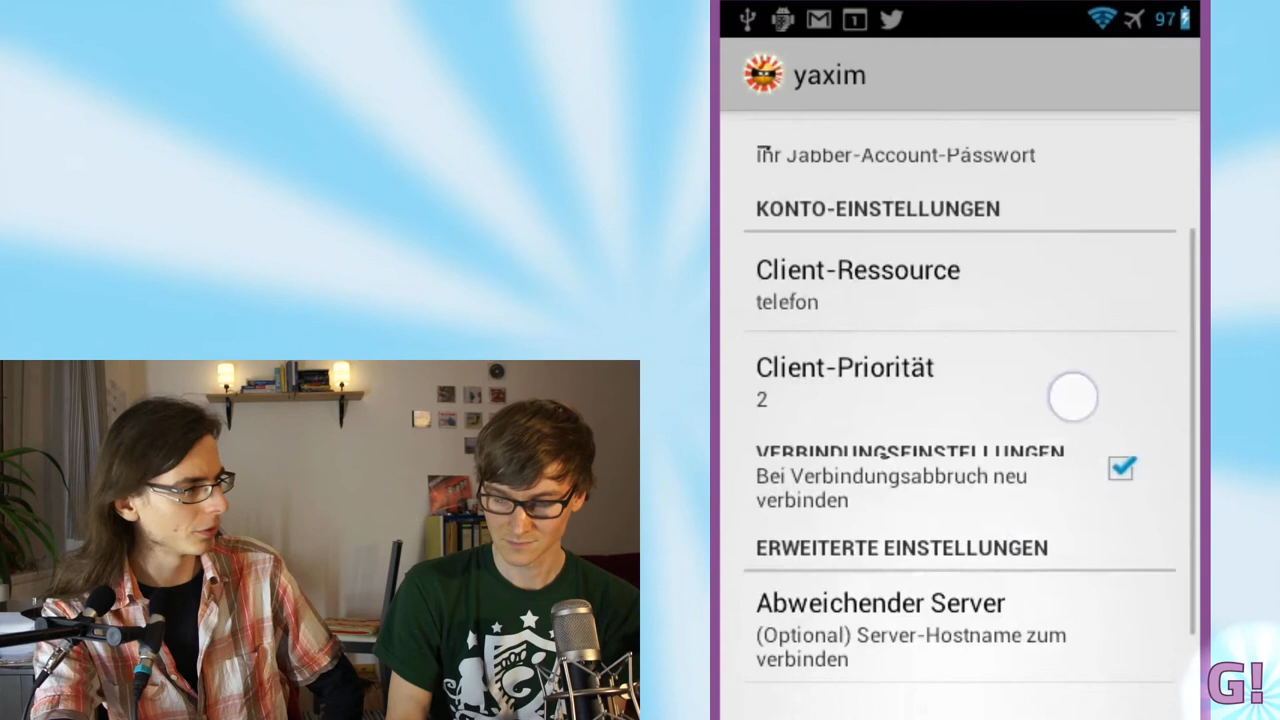 1
97
yaxim
Ihr Jabber-Account-Passwort
KONTO-EINSTELLUNGEN
Client-Ressource
telefon
Client-Priorität
2
VERBINDUNGSEINSTELLUNGEN
Bei Verbindungsabbruch neu
verbinden
ERWEITERTE EINSTELLUNGEN
Abweichender Server
(Optional) Server-Hostname zum
verbinden
G!